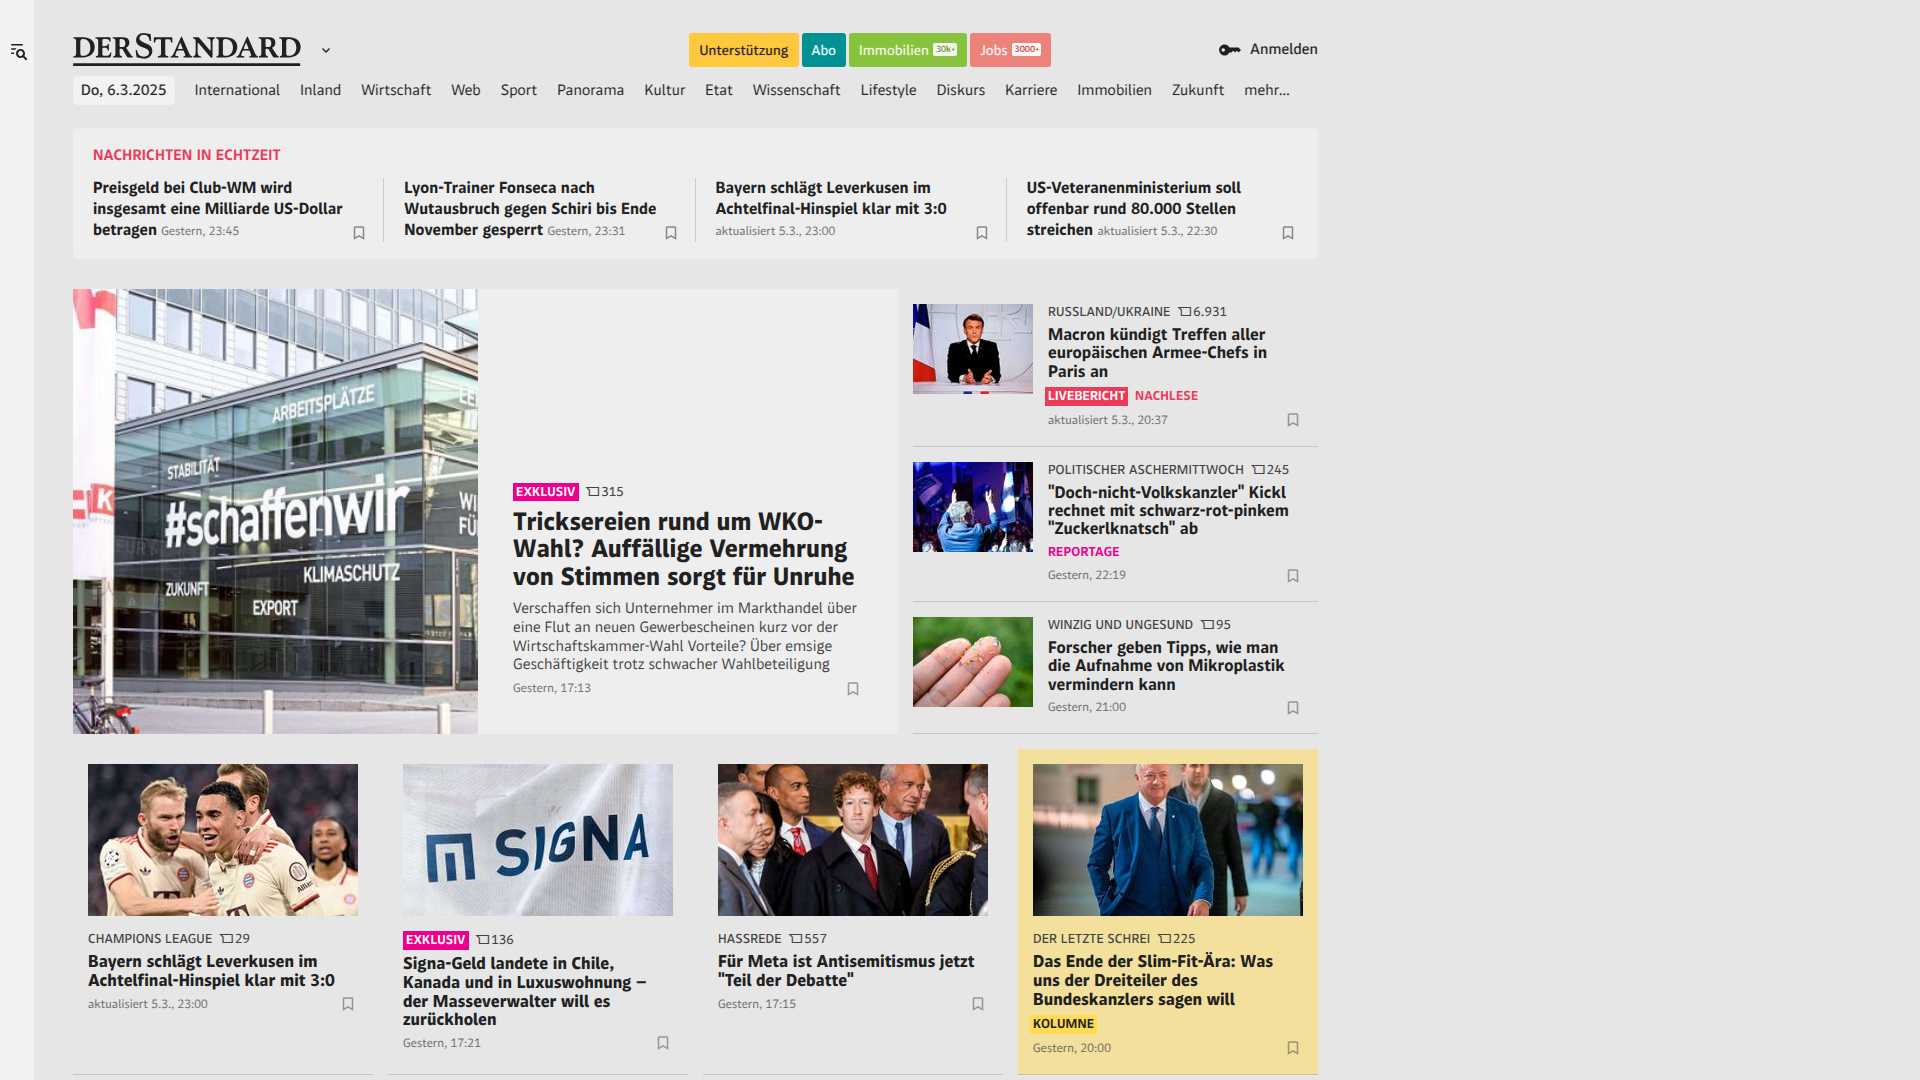 DERSTANDARD
Unterstützung
Abo
Immobilien 30k+
Jobs 3000+
Anmelden
Do, 6.3.2025
International
Inland
Wirtschaft
Web
Sport
Panorama
Kultur
Etat
Wissenschaft
Lifestyle
Diskurs
Karriere
Immobilien
Zukunft
mehr...
NACHRICHTEN IN ECHTZEIT
Preisgeld bei Club-WM wird
insgesamt eine Milliarde US-Dollar
betragen Gestern, 23:45
Lyon-Trainer Fonseca nach
Wutausbruch gegen Schiri bis Ende
November gesperrt Gestern, 23:31
Bayern schlägt Leverkusen im
Achtelfinal-Hinspiel klar mit 3:0
aktualisiert 5.3., 23:00
US-Veteranenministerium soll
offenbar rund 80.000 Stellen
streichen aktualisiert 5.3., 22:30
ARBEITSPLÄTZE
STABILITÄT
#schaffenwir
KLIMASCHUTZ
ZUKUNFT
EXPORT
EXKLUSIV 315
Tricksereien rund um WKO-
Wahl? Auffällige Vermehrung
von Stimmen sorgt für Unruhe
Verschaffen sich Unternehmer im Markthandel über
eine Flut an neuen Gewerbescheinen kurz vor der
Wirtschaftskammer-Wahl Vorteile? Über emsige
Geschäftigkeit trotz schwacher Wahlbeteiligung
Gestern, 17:13
RUSSLAND/UKRAINE 6.931
Macron kündigt Treffen aller
europäischen Armee-Chefs in
Paris an
LIVEBERICHT NACHLESE
aktualisiert 5.3., 20:37
POLITISCHER ASCHERMITTWOCH 245
"Doch-nicht-Volkskanzler" Kickl
rechnet mit schwarz-rot-pinkem
"Zuckerlknatsch" ab
REPORTAGE
Gestern, 22:19
WINZIG UND UNGESUND 95
Forscher geben Tipps, wie man
die Aufnahme von Mikroplastik
vermindern kann
Gestern, 21:00
CHAMPIONS LEAGUE 29
Bayern schlägt Leverkusen im
Achtelfinal-Hinspiel klar mit 3:0
aktualisiert 5.3., 23:00
SIGNA
EXKLUSIV 136
Signa-Geld landete in Chile,
Kanada und in Luxuswohnung –
der Masseverwalter will es
zurückholen
Gestern, 17:21
HASSREDE 557
Für Meta ist Antisemitismus jetzt
"Teil der Debatte"
Gestern, 17:15
DER LETZTE SCHREI 225
Das Ende der Slim-Fit-Ära: Was
uns der Dreiteiler des
Bundeskanzlers sagen will
KOLUMNE
Gestern, 20:00